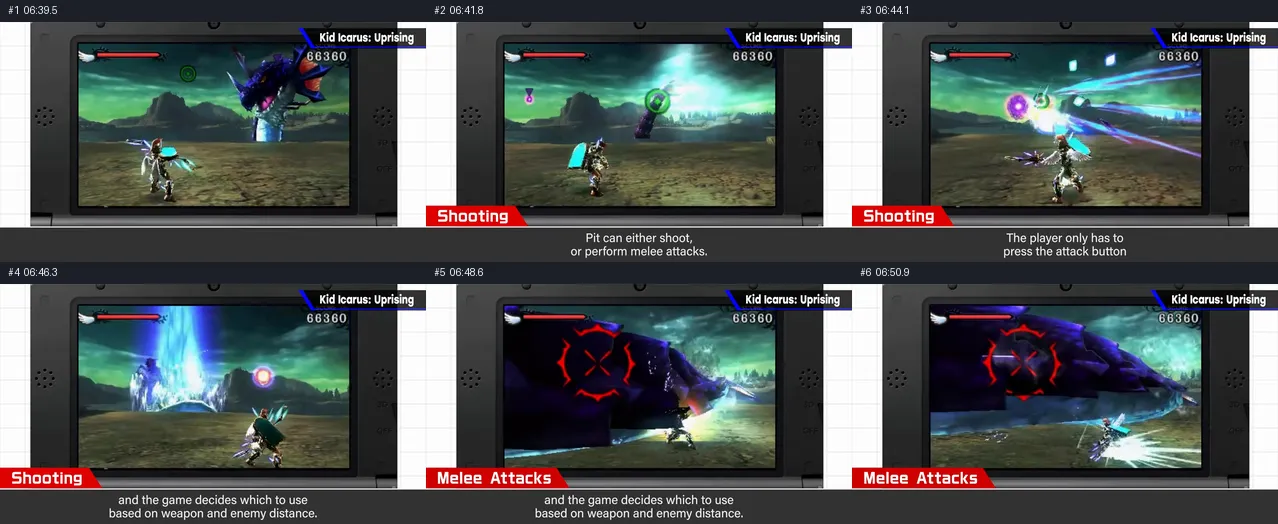 #1 06:39.5
Kid Icarus: Uprising
66360
#2 06:41.8
Kid Icarus: Uprising
66360
Shooting
Pit can either shoot,
or perform melee attacks.
#3 06:44.1
Kid Icarus: Uprising
66360
Shooting
The player only has to
press the attack button
#4 06:46.3
Kid Icarus: Uprising
66360
Shooting
and the game decides which to use
based on weapon and enemy distance.
#5 06:48.6
Kid Icarus: Uprising
66360
Melee Attacks
and the game decides which to use
based on weapon and enemy distance.
#6 06:50.9
Kid Icarus: Uprising
66360
Melee Attacks